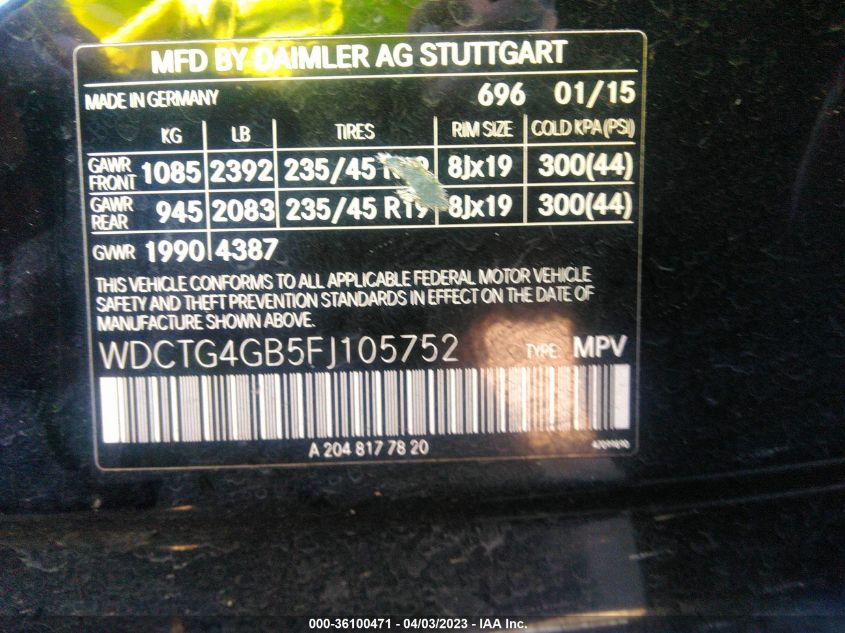 MFD BY DAIMLER AG STUTTGART
MADE IN GERMANY 696 01/15
KG LB TIRES RIM SIZE COLD KPA (PSI)
GAWR FRONT 1085 2392 235/45 8Jx19 300(44)
GAWR REAR 945 2083 235/45 R19 8Jx19 300(44)
GVWR 1990 4387
THIS VEHICLE CONFORMS TO ALL APPLICABLE FEDERAL MOTOR VEHICLE
SAFETY AND THEFT PREVENTION STANDARDS IN EFFECT ON THE DATE OF
MANUFACTURE SHOWN ABOVE.
WDCTG4GB5FJ105752 TYPE: MPV
A 204 817 78 20
000-36100471 - 04/03/2023 - IAA Inc.